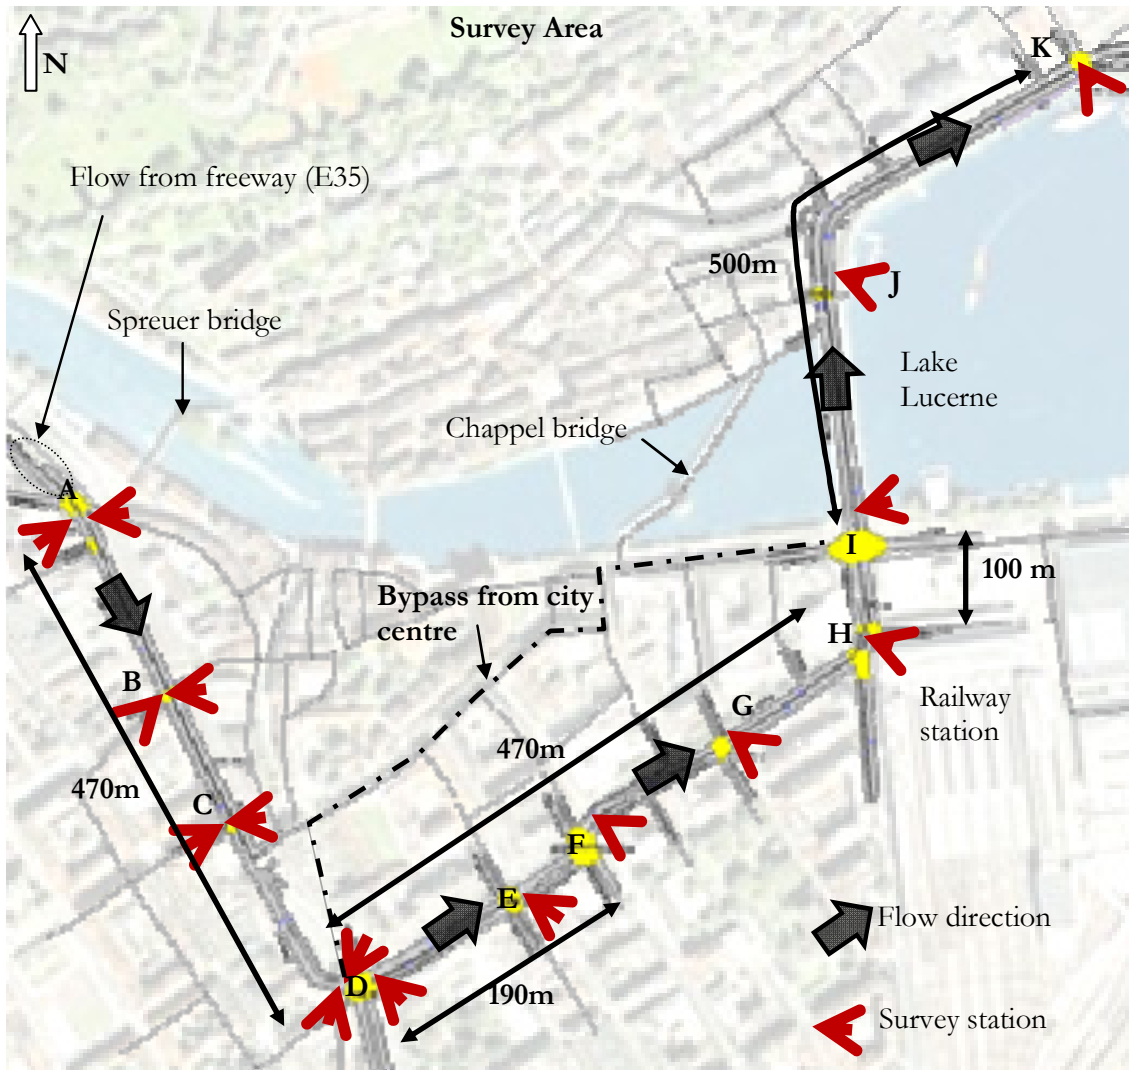 Survey Area
N
K
Flow from freeway (E35)
500m
J
Spreuer bridge
Lake
Lucerne
Chappel bridge
A
I
100 m
Bypass from city
centre
H
B
Railway
station
G
470m
470m
C
F
E
Flow direction
D
190m
Survey station